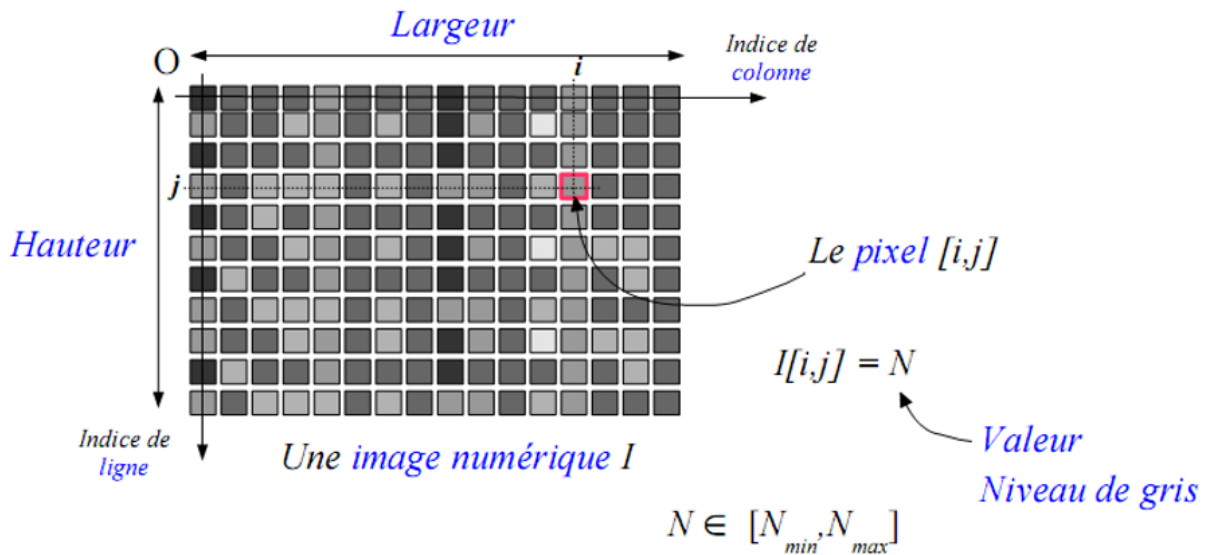 Largeur
Indice de
colonne
O
i
j
Hauteur
Le pixel [i,j]
I[i,j] = N
Indice de
ligne
Une image numérique I
Valeur
Niveau de gris
N ∈ [Nmin,Nmax]